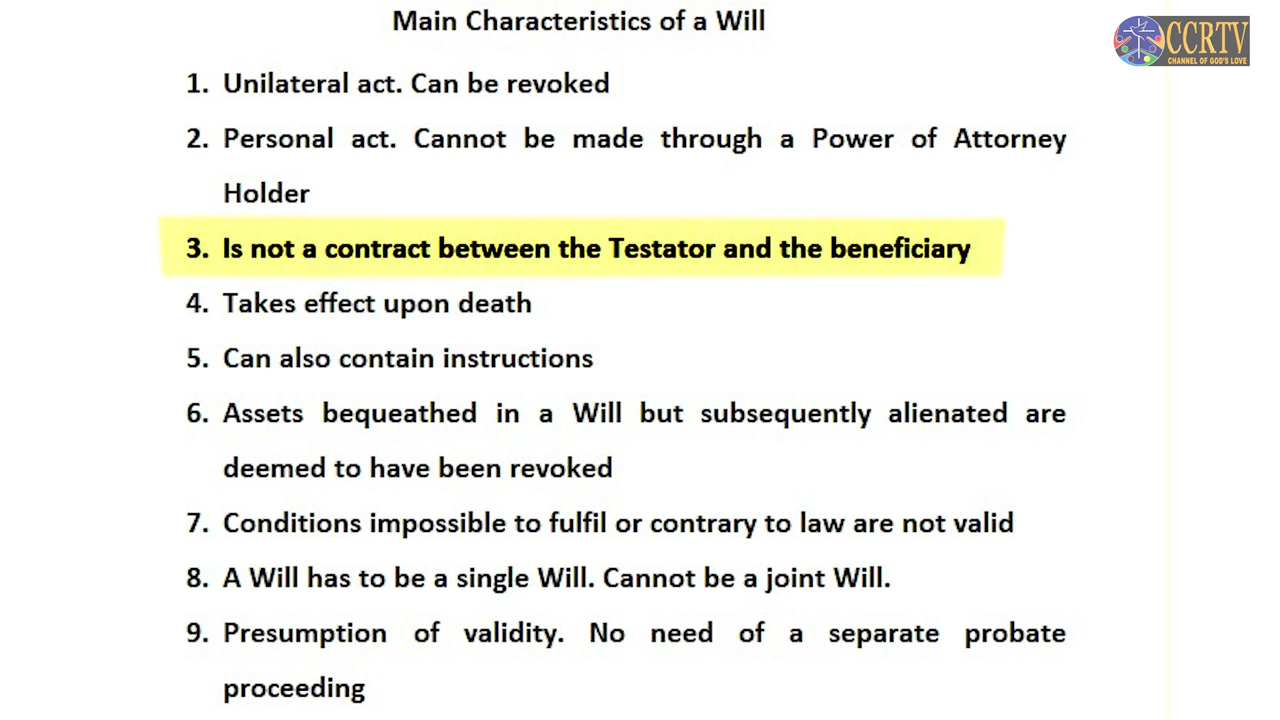 Main Characteristics of a Will
CCRTV
CHANNEL OF GOD'S LOVE
1. Unilateral act. Can be revoked
2. Personal act. Cannot be made through a Power of Attorney
Holder
3. Is not a contract between the Testator and the beneficiary
4. Takes effect upon death
5. Can also contain instructions
6. Assets bequeathed in a Will but subsequently alienated are
deemed to have been revoked
7. Conditions impossible to fulfil or contrary to law are not valid
8. A Will has to be a single Will. Cannot be a joint Will.
9. Presumption of validity. No need of a separate probate
proceeding